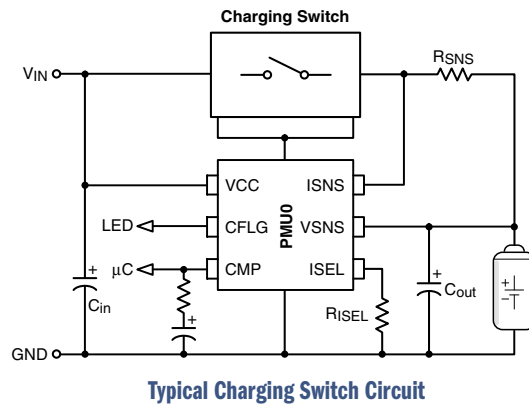 Charging Switch
VIN
RSNS
VCC
ISNS
LED
CFLG
PMU0
VSNS
μC
CMP
ISEL
+
Cin
+
RISEL
+
Cout
+
−
GND
Typical Charging Switch Circuit